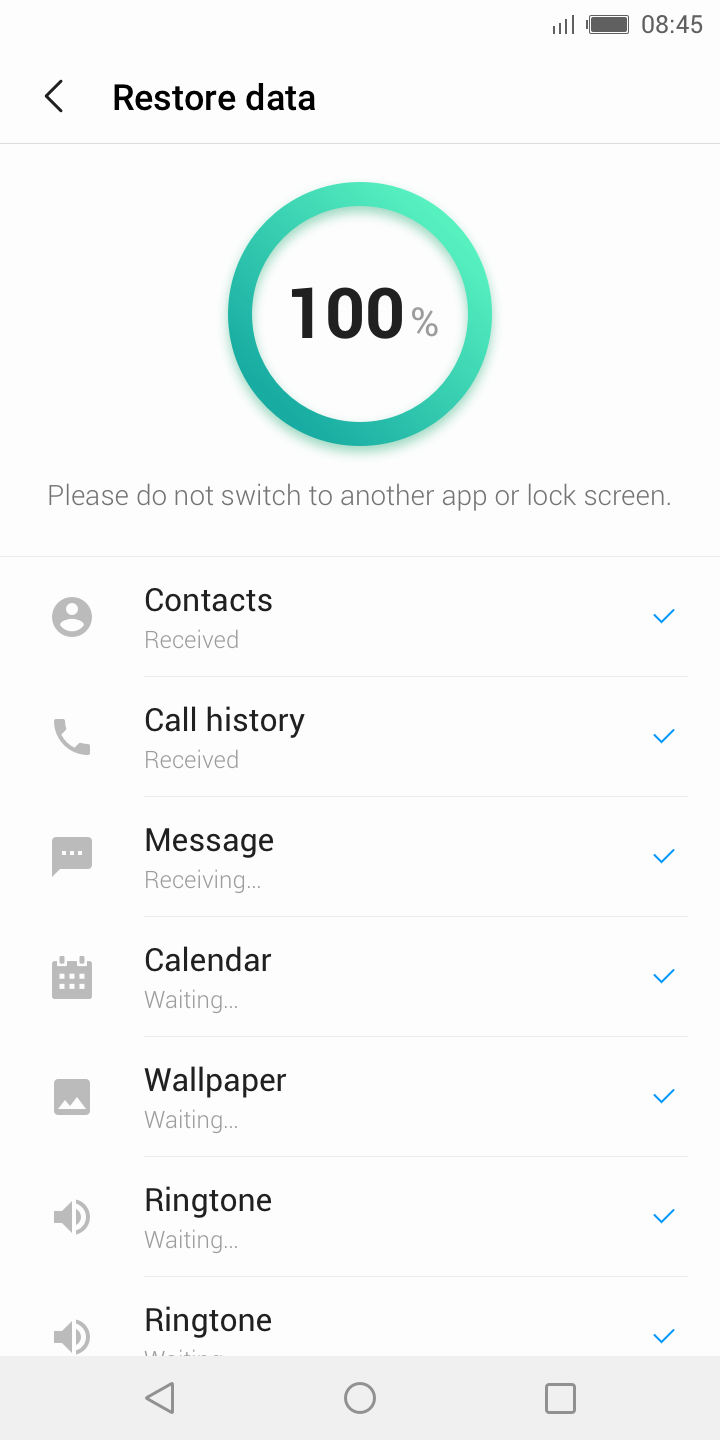 08:45
Restore data
100 %
Please do not switch to another app or lock screen.
Contacts
Received
Call history
Received
Message
Receiving...
Calendar
Waiting...
Wallpaper
Waiting...
Ringtone
Waiting...
Ringtone